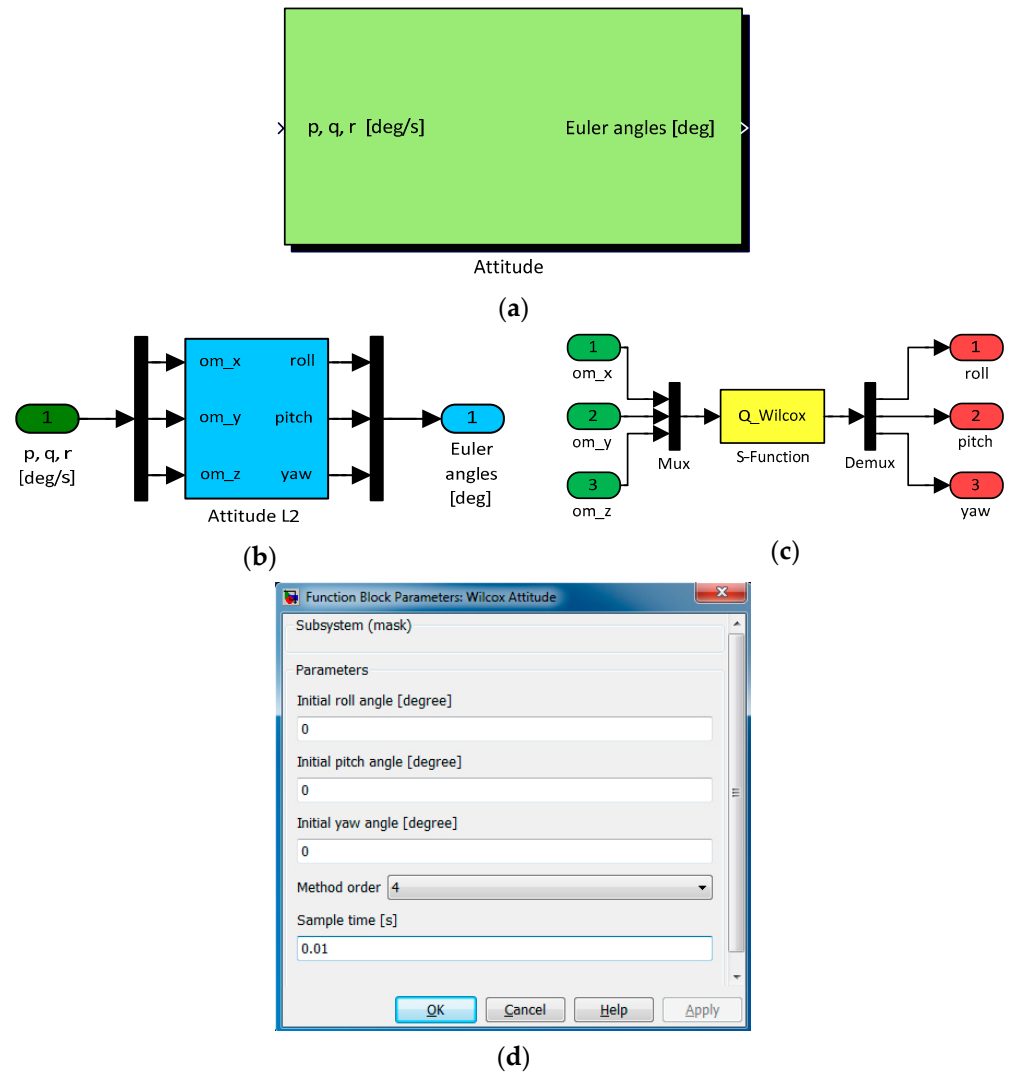 p, q, r [deg/s]
Euler angles [deg]
Attitude
(a)
1
p, q, r
[deg/s]
om_x
roll
om_y
pitch
om_z
yaw
Attitude L2
1
Euler
angles
[deg]
(b)
1
om_x
2
om_y
3
om_z
Mux
Q_Wilcox
S-Function
Demux
1
roll
2
pitch
3
yaw
(c)
Function Block Parameters: Wilcox Attitude
Subsystem (mask)
Parameters
Initial roll angle [degree]
0
Initial pitch angle [degree]
0
Initial yaw angle [degree]
0
Method order 4
Sample time [s]
0.01
OK Cancel Help Apply
(d)